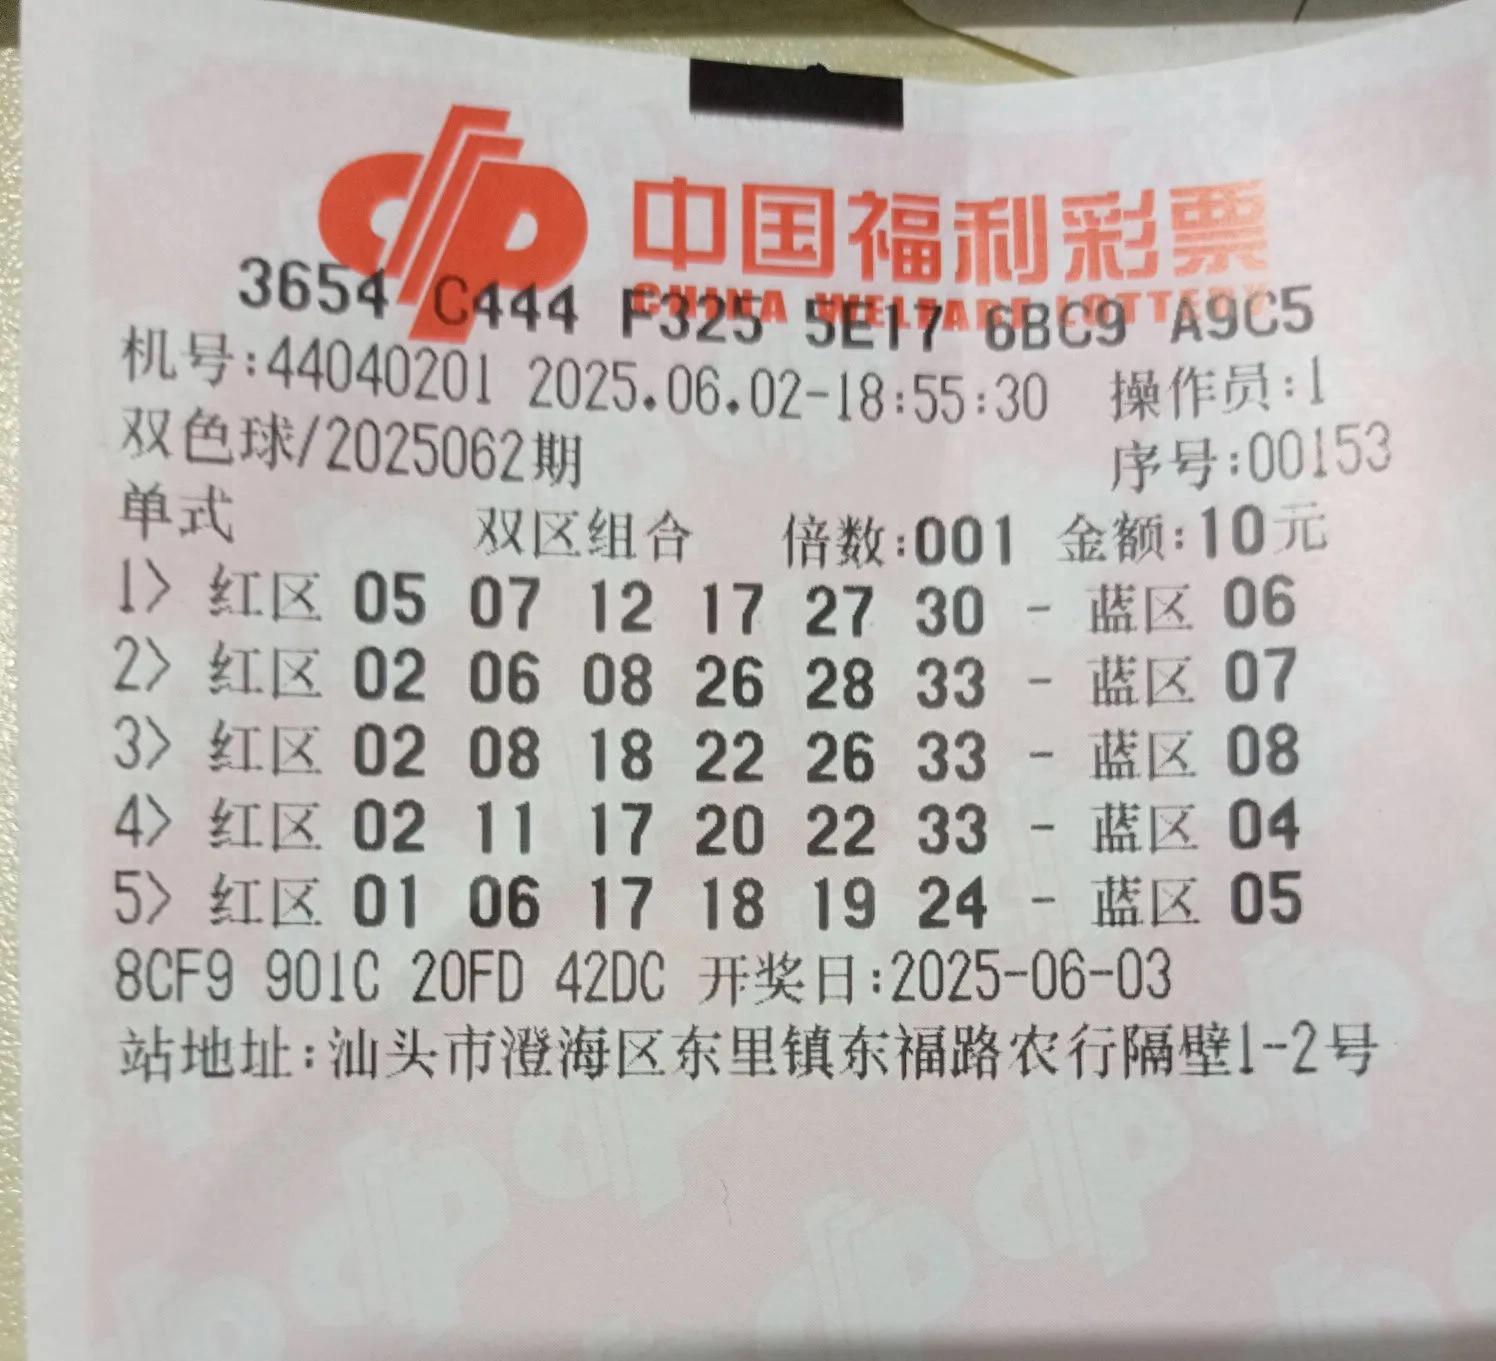 中国福利彩票
CHINA WELFARE LOTTERY
3654 C444 F325 5E17 6BC9 A9C5
机号:44040201 2025.06.02-18:55:30 操作员:1
双色球/2025062期 序号:00153
单式 双区组合 倍数:001 金额:10元
1> 红区 05 07 12 17 27 30 - 蓝区 06
2> 红区 02 06 08 26 28 33 - 蓝区 07
3> 红区 02 08 18 22 26 33 - 蓝区 08
4> 红区 02 11 17 20 22 33 - 蓝区 04
5> 红区 01 06 17 18 19 24 - 蓝区 05
8CF9 901C 20FD 42DC 开奖日:2025-06-03
站地址:汕头市澄海区东里镇东福路农行隔壁1-2号